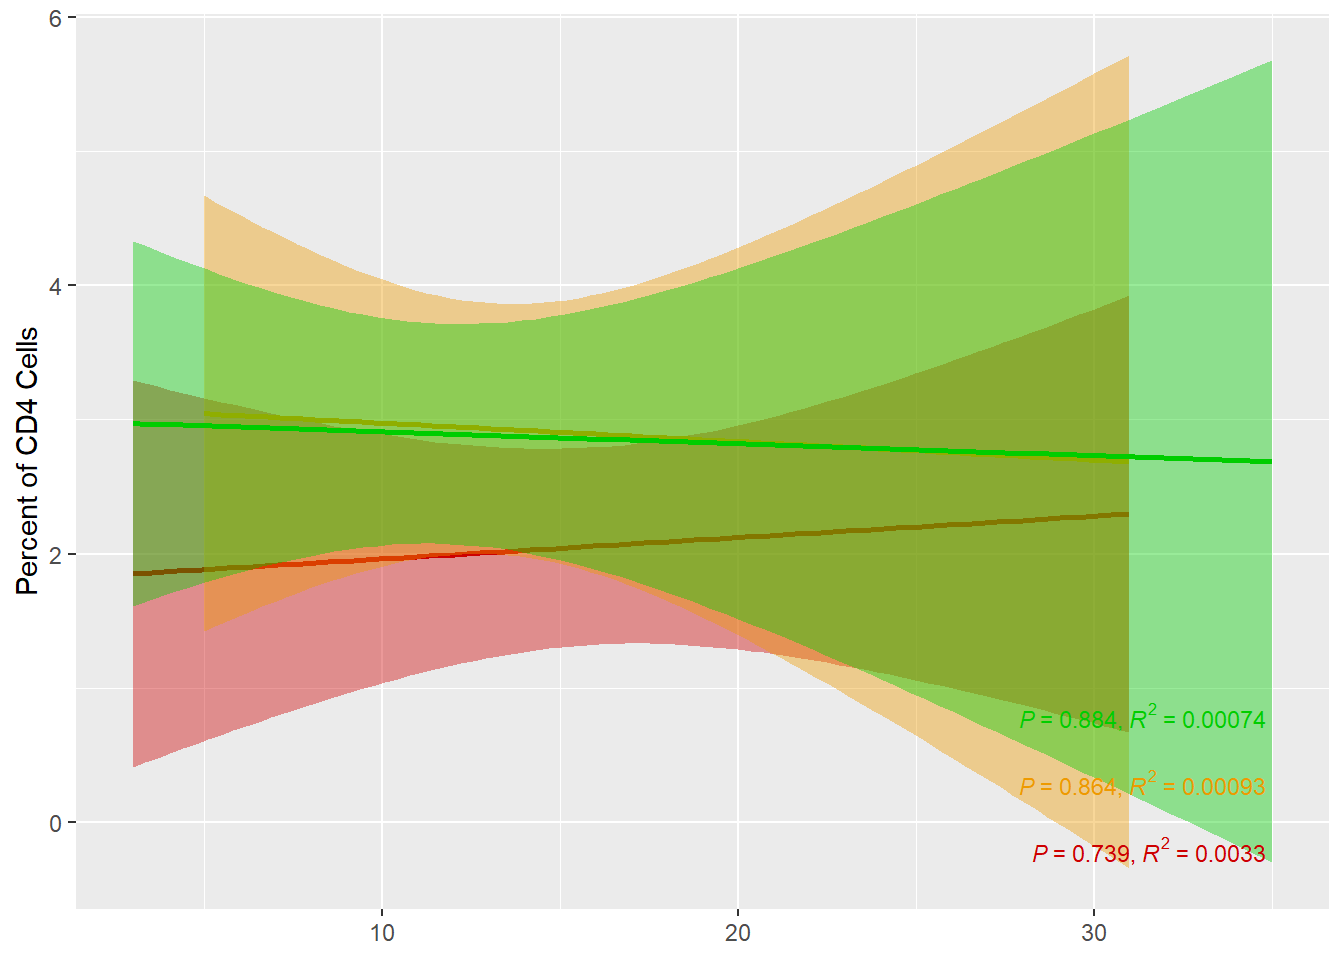 6
4
2
0
Percent of CD4 Cells
P = 0.884, R² = 0.00074
P = 0.864, R² = 0.00093
P = 0.739, R² = 0.0033
10 20 30